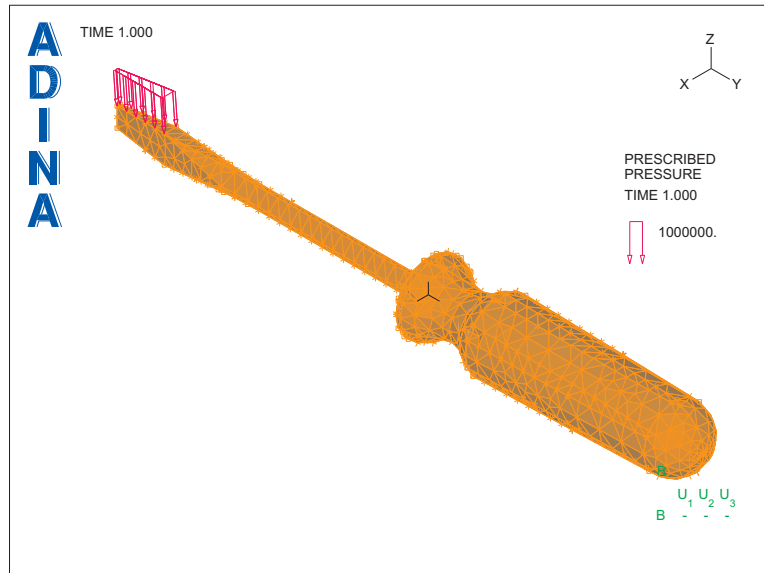 ADINA
TIME 1.000
Z
X
Y
PRESCRIBED
PRESSURE
TIME 1.000
1000000.
B
U1 U2 U3
B - - -